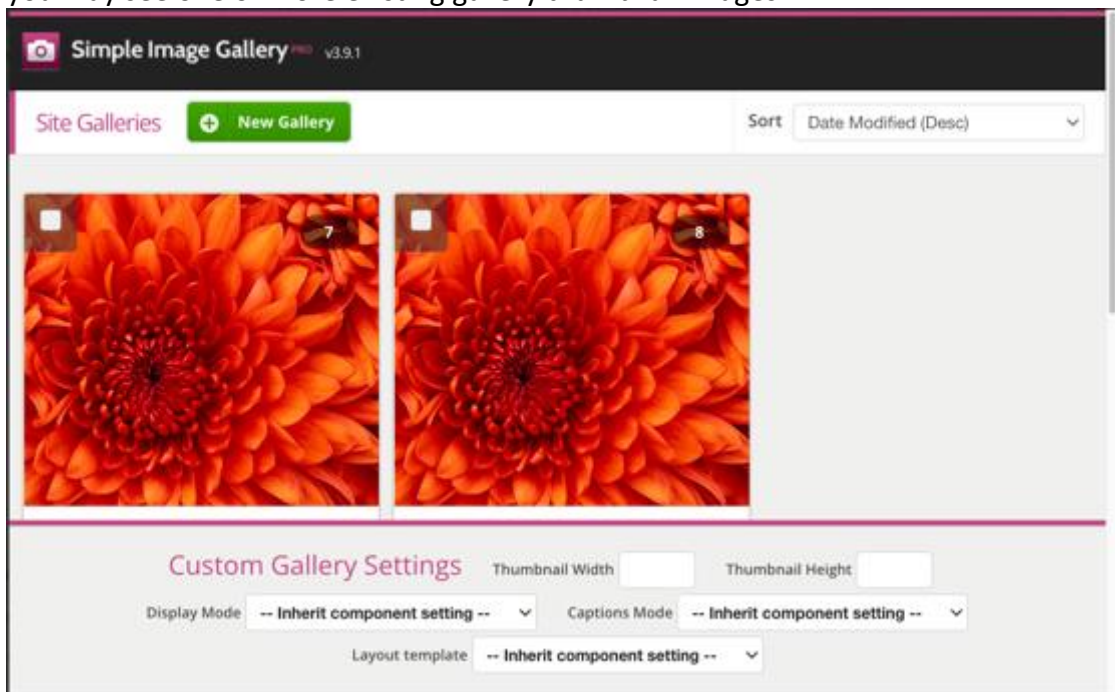 Simple Image Gallery PRO v3.9.1
Site Galleries New Gallery Sort Date Modified (Desc)
7 8
Custom Gallery Settings Thumbnail Width Thumbnail Height
Display Mode -- Inherit component setting -- Captions Mode -- Inherit component setting --
Layout template -- Inherit component setting --